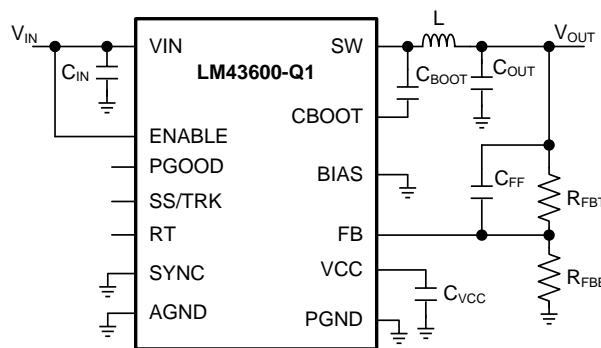 VIN
VIN
CIN
ENABLE
PGOOD
SS/TRK
RT
SYNC
AGND
LM43600-Q1
SW
CBOOT
BIAS
FB
VCC
PGND
L
VOUT
CBOOT
COUT
CFF
RFBT
RFBB
CVCC